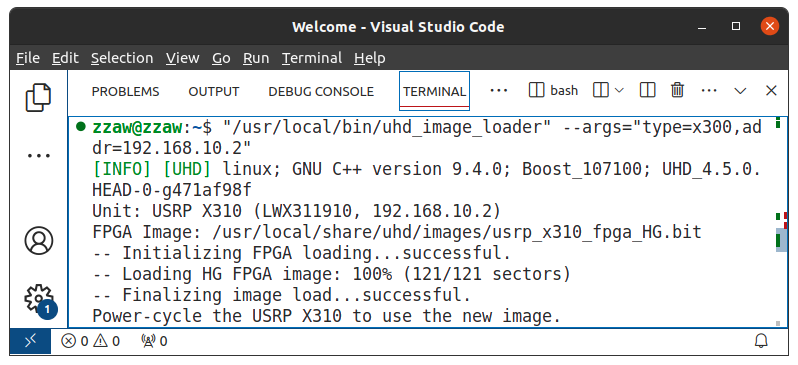 Welcome - Visual Studio Code
File Edit Selection View Go Run Terminal Help
PROBLEMS OUTPUT DEBUG CONSOLE TERMINAL ··· bash ···
zzaw@zzaw:~$ "/usr/local/bin/uhd_image_loader" --args="type=x300,ad
dr=192.168.10.2"
[INFO] [UHD] linux; GNU C++ version 9.4.0; Boost_107100; UHD_4.5.0.
HEAD-0-g471af98f
Unit: USRP X310 (LWX311910, 192.168.10.2)
FPGA Image: /usr/local/share/uhd/images/usrp_x310_fpga_HG.bit
-- Initializing FPGA loading...successful.
-- Loading HG FPGA image: 100% (121/121 sectors)
-- Finalizing image load...successful.
Power-cycle the USRP X310 to use the new image.
1
0 0 0